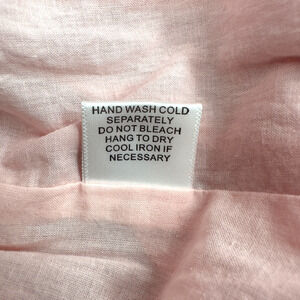 HAND WASH COLD
SEPARATELY
DO NOT BLEACH
HANG TO DRY
COOL IRON IF
NECESSARY